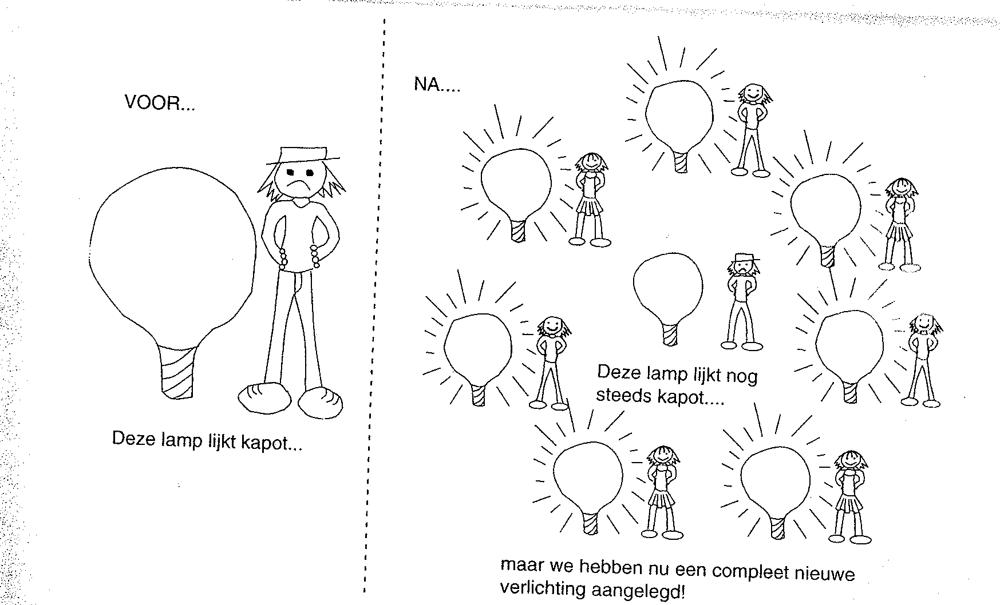 VOOR...
Deze lamp lijkt kapot...
NA....
Deze lamp lijkt nog
steeds kapot....
maar we hebben nu een compleet nieuwe
verlichting aangelegd!